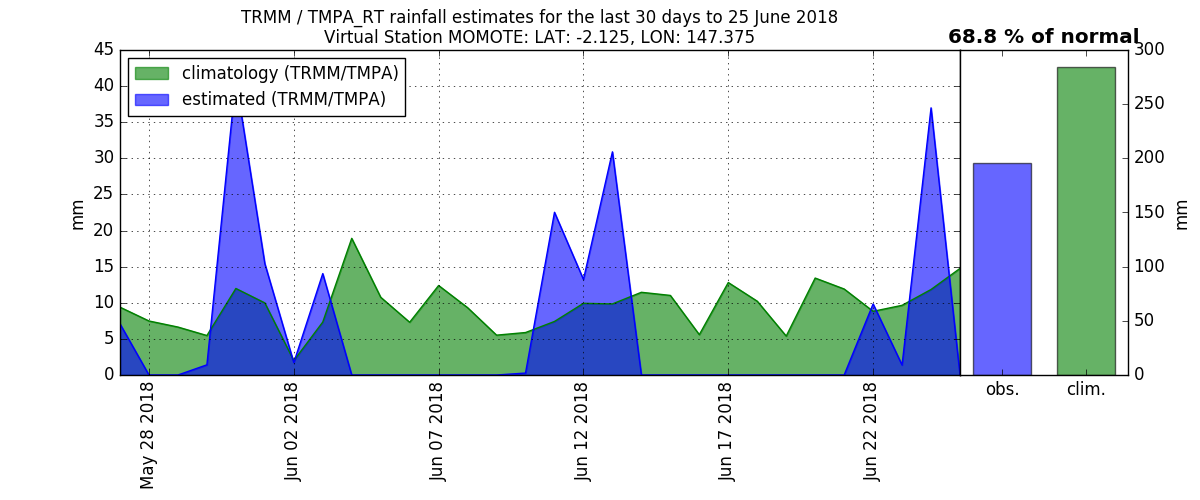 TRMM / TMPA_RT rainfall estimates for the last 30 days to 25 June 2018
Virtual Station MOMOTE: LAT: -2.125, LON: 147.375
68.8 % of normal
climatology (TRMM/TMPA)
estimated (TRMM/TMPA)
45
40
35
30
25
20
15
10
5
0
mm
May 28 2018
Jun 02 2018
Jun 07 2018
Jun 12 2018
Jun 17 2018
Jun 22 2018
obs.
clim.
300
250
200
150
100
50
0
mm